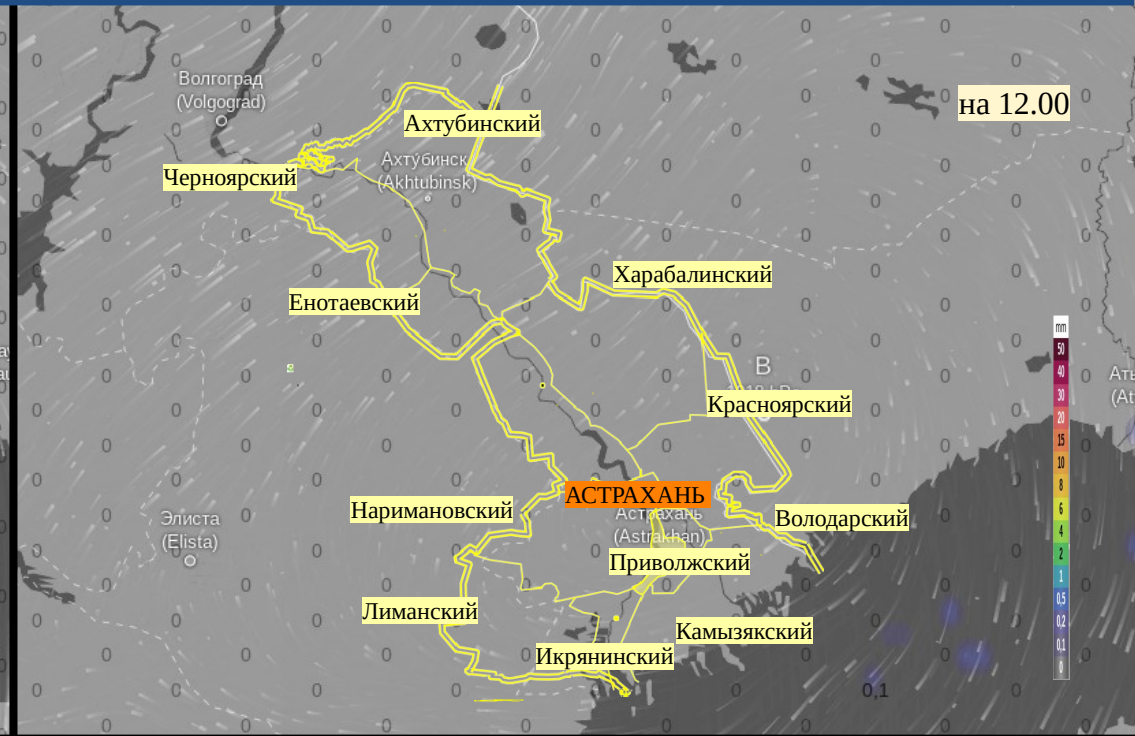 Волгоград
(Volgograd)
на 12.00
Ахтубинский
Ахтубинск
(Akhtubinsk)
Черноярский
Харабалинский
Енотаевский
mm
50
40
30
20
15
10
8
6
4
2
1
0,5
0,2
0,1
0
В
Красноярский
АСТРАХАНЬ
Астрахань
(Astrakhan)
Наримановский
Элиста
(Elista)
Володарский
Приволжский
Лиманский
Камызякский
Икрянинский
0,1